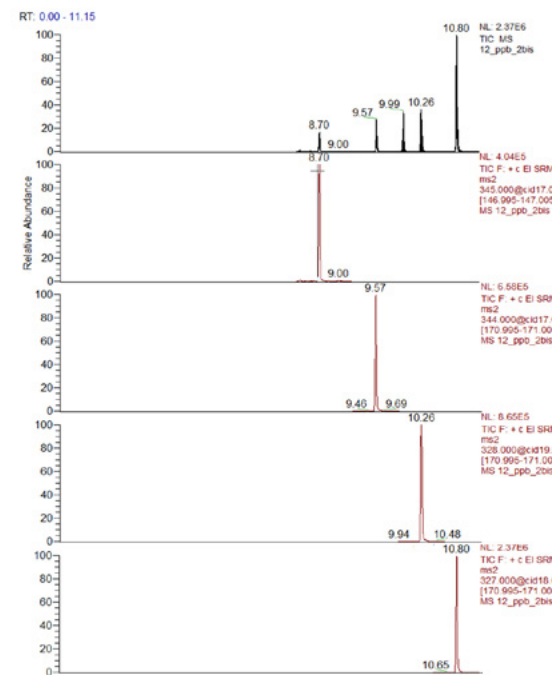 RT: 0.00 - 11.15
Relative Abundance
100
80
60
40
20
0
8.70
9.00
9.57
9.99
10.26
10.80
NL: 2.37E6
TIC MS
12_ppb_2bis
100
80
60
40
20
0
8.70
9.00
NL: 4.04E5
TIC F: + c EI SRM
ms2
345.000@cid17.0
[146.995-147.005
MS 12_ppb_2bis
100
80
60
40
20
0
9.46
9.57
9.69
NL: 6.56E5
TIC F: + c EI SRM
ms2
344.000@cid17.
[170.995-171.00
MS 12_ppb_2bis
100
80
60
40
20
0
9.94
10.26
10.48
NL: 8.65E5
TIC F: + c EI SRM
ms2
328.000@cid19.
[170.995-171.00
MS 12_ppb_2bis
100
80
60
40
20
0
10.65
10.80
NL: 2.37E6
TIC F: + c EI SRM
ms2
327.000@cid18.
[170.995-171.00
MS 12_ppb_2bis